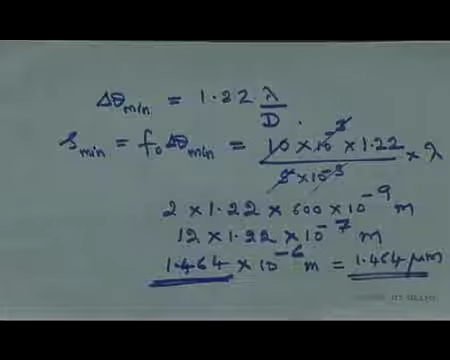 Δθmin = 1.22 λ/D
smin = f₀ Δθmin = 10 × 10⁻³ × 1.22 / 5 × 10⁻³ × λ
2 × 1.22 × 600 × 10⁻⁹ m
12 × 1.22 × 10⁻⁷ m
1.464 × 10⁻⁶ m = 1.464 μm